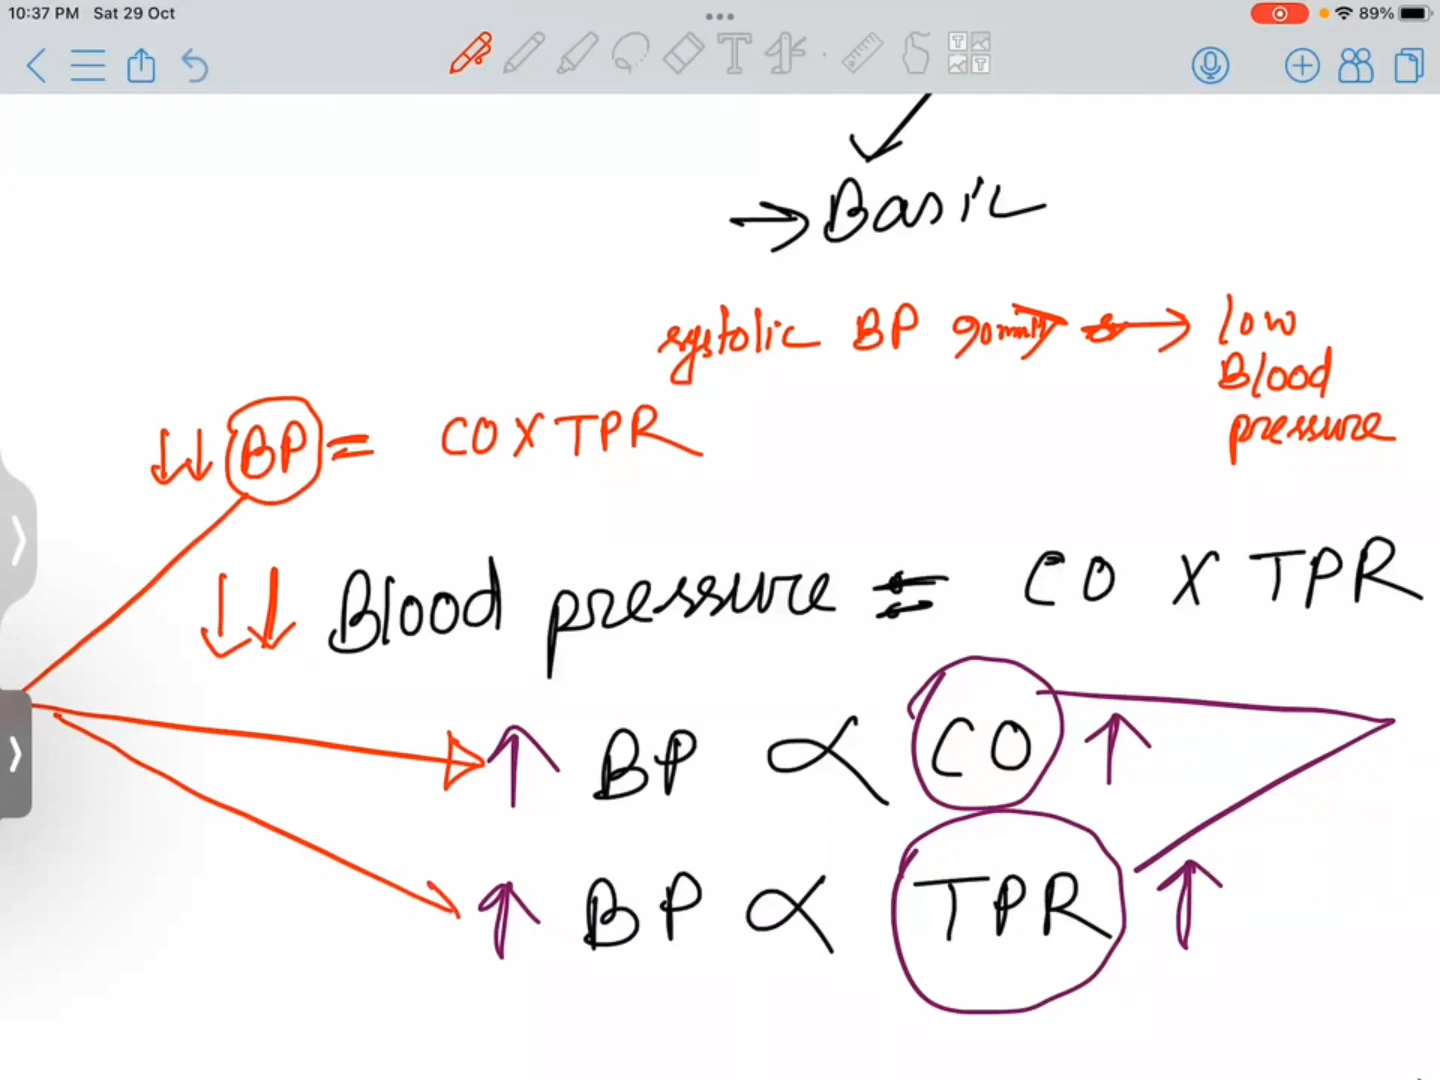 10:37 PM Sat 29 Oct
89%
→ Basic
systolic BP 90mmHg → low
Blood
pressure
↓↓ BP = CO X TPR
↓↓ Blood pressure = CO X TPR
↑ BP ∝ CO ↑
↑ BP ∝ TPR ↑